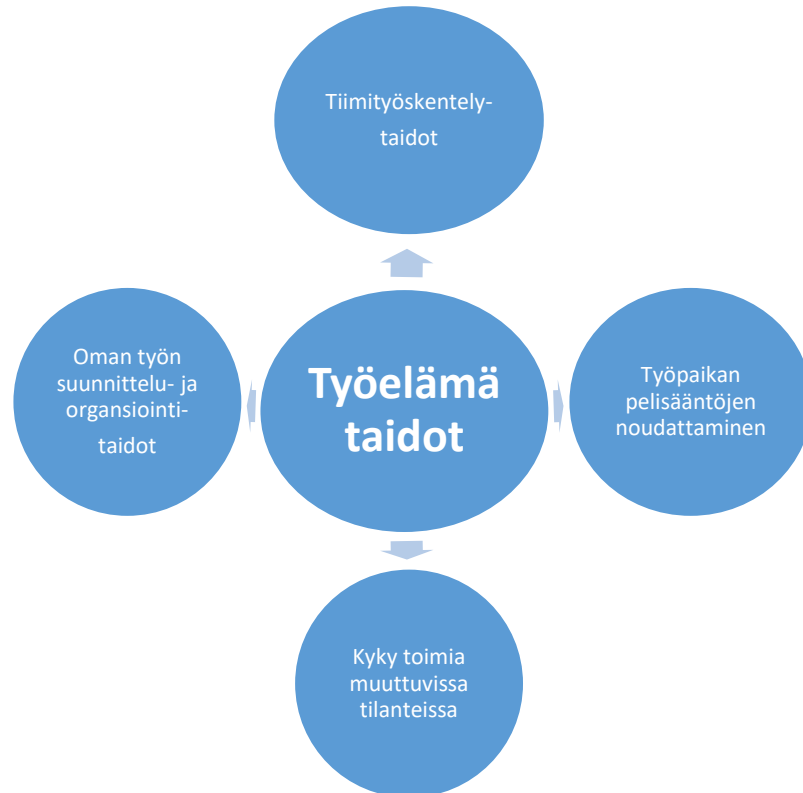 Tiimityöskentely-
taidot
Oman työn
suunnittelu- ja
organsiointi-
taidot
Työelämä
taidot
Työpaikan
pelisääntöjen
noudattaminen
Kyky toimia
muuttuvissa
tilanteissa